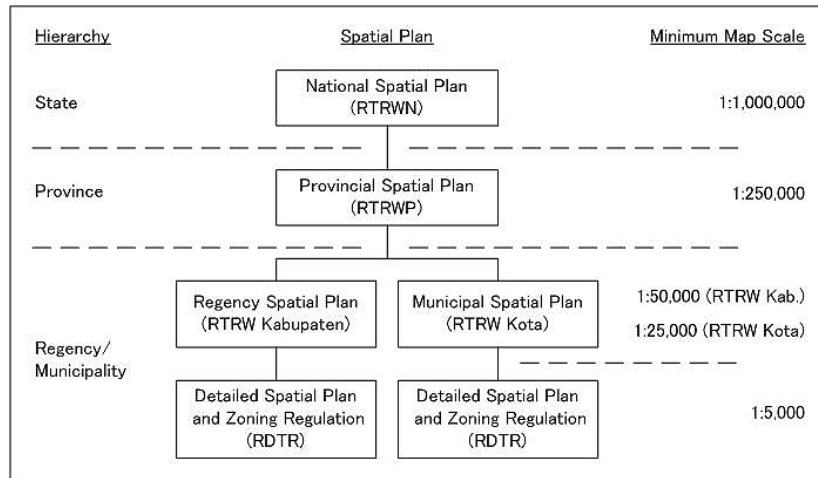 Hierarchy Spatial Plan Minimum Map Scale
National Spatial Plan
(RTRWN)
State
1:1,000,000
Provincial Spatial Plan
(RTRWP)
Province
1:250,000
Regency Spatial Plan
(RTRW Kabupaten)
Municipal Spatial Plan
(RTRW Kota)
1:50,000 (RTRW Kab.)
1:25,000 (RTRW Kota)
Regency/
Municipality
Detailed Spatial Plan
and Zoning Regulation
(RDTR)
Detailed Spatial Plan
and Zoning Regulation
(RDTR)
1:5,000